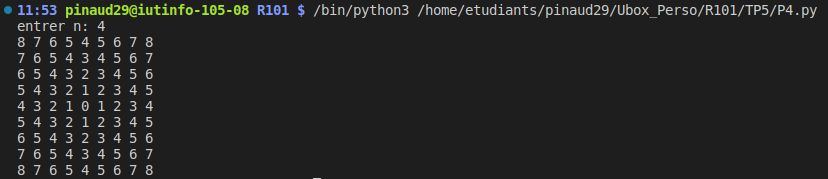 11:53 pinaud29@iutinfo-105-08 R101 $ /bin/python3 /home/etudiants/pinaud29/Ubox_Perso/R101/TP5/P4.py
entrer n: 4
8 7 6 5 4 5 6 7 8
7 6 5 4 3 4 5 6 7
6 5 4 3 2 3 4 5 6
5 4 3 2 1 2 3 4 5
4 3 2 1 0 1 2 3 4
5 4 3 2 1 2 3 4 5
6 5 4 3 2 3 4 5 6
7 6 5 4 3 4 5 6 7
8 7 6 5 4 5 6 7 8